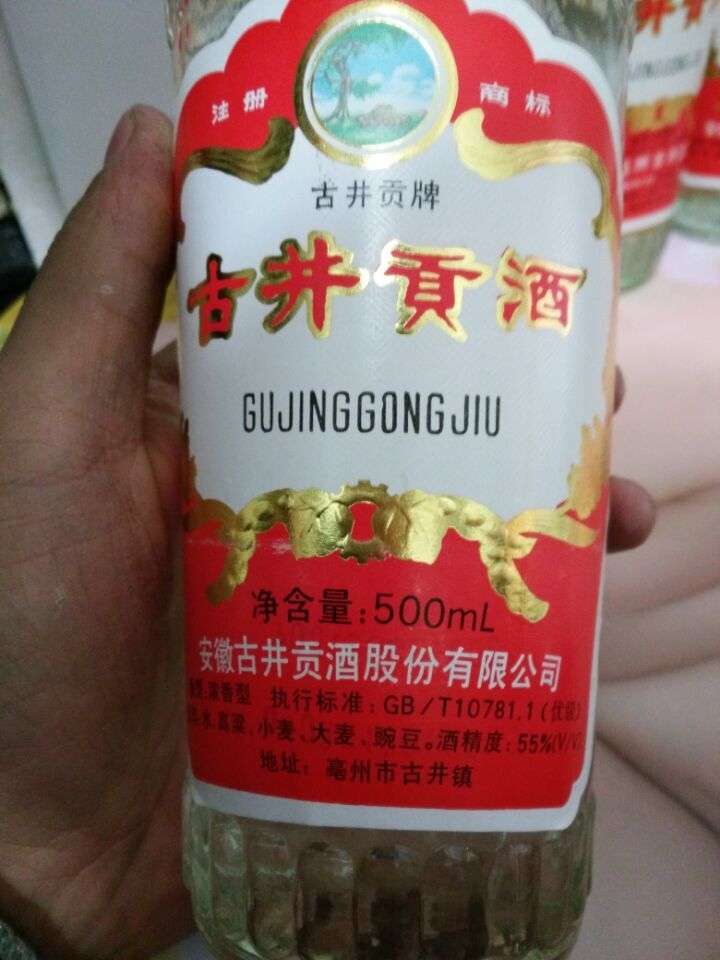 注册 商标
古井贡牌
古井贡酒
GUJINGGONGJIU
净含量:500mL
安徽古井贡酒股份有限公司
浓香型 执行标准:GB/T10781.1(优级)
水、高粱、小麦、大麦、豌豆。酒精度:55%(V/V)
地址:亳州市古井镇